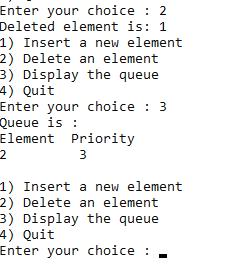 Enter your choice : 2
Deleted element is: 1
1) Insert a new element
2) Delete an element
3) Display the queue
4) Quit
Enter your choice : 3
Queue is :
Element  Priority
2         3
1) Insert a new element
2) Delete an element
3) Display the queue
4) Quit
Enter your choice :